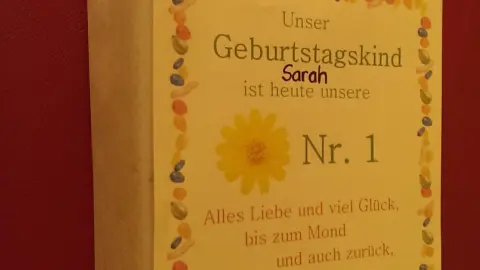 Unser
Geburtstagskind
Sarah
ist heute unsere
Nr. 1
Alles Liebe und viel Glück,
bis zum Mond
und auch zurück.